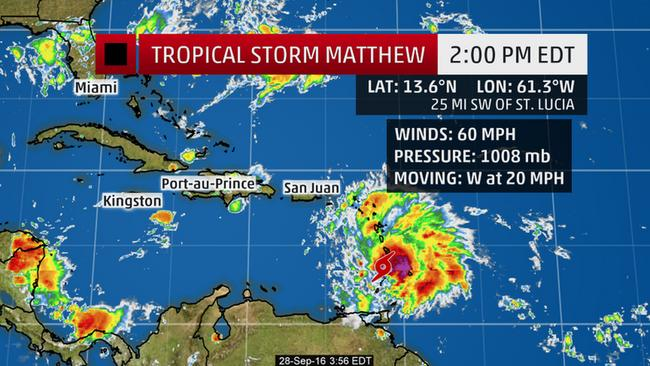 TROPICAL STORM MATTHEW
2:00 PM EDT
LAT: 13.6°N LON: 61.3°W
25 MI SW OF ST. LUCIA
WINDS: 60 MPH
PRESSURE: 1008 mb
MOVING: W at 20 MPH
Miami
Port-au-Prince
San Juan
Kingston
28-Sep-16 3:56 EDT